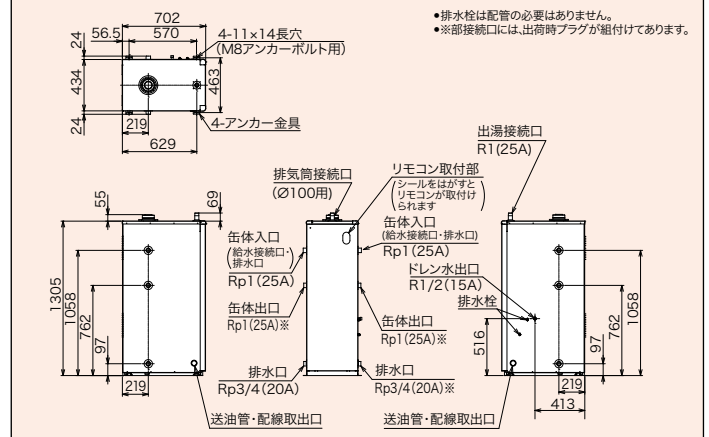 702
56.5 570
24
434
24
463
219
629
4-11×14長穴
(M8アンカーボルト用)
4-アンカー金具
●排水栓は配管の必要はありません。
●※部接続口には、出荷時プラグが組付けてあります。
出湯接続口
R1(25A)
排気筒接続口
(Ø100用)
リモコン取付部
(シールをはがすと
リモコンが取付け
られます)
55
69
缶体入口
(給水接続口・
排水口)
Rp1(25A)
缶体入口
(給水接続口・排水口)
Rp1(25A)
ドレン水出口
R1/2(15A)
排水栓
缶体出口
Rp1(25A)※
缶体出口
Rp1(25A)※
排水口
Rp3/4(20A)
排水口
Rp3/4(20A)※
1305
1058
762
97
219
516
97
762
1058
219
413
送油管・配線取出口
送油管・配線取出口